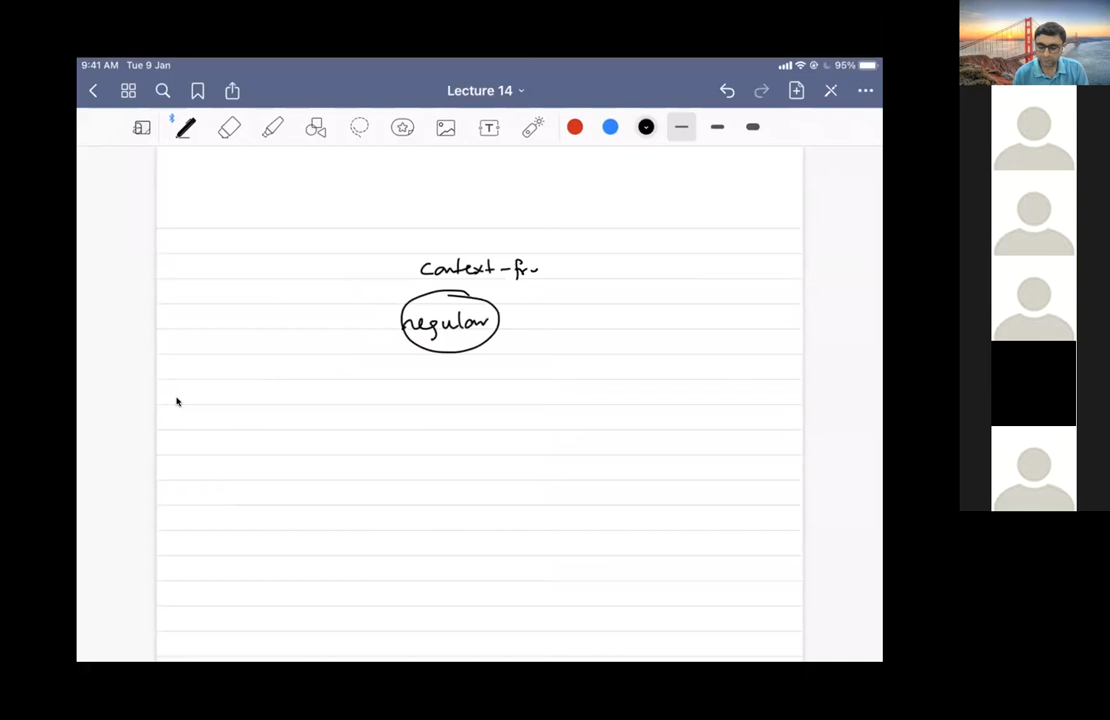 9:41 AM Tue 9 Jan 95%
Lecture 14
T
context-fr
regular